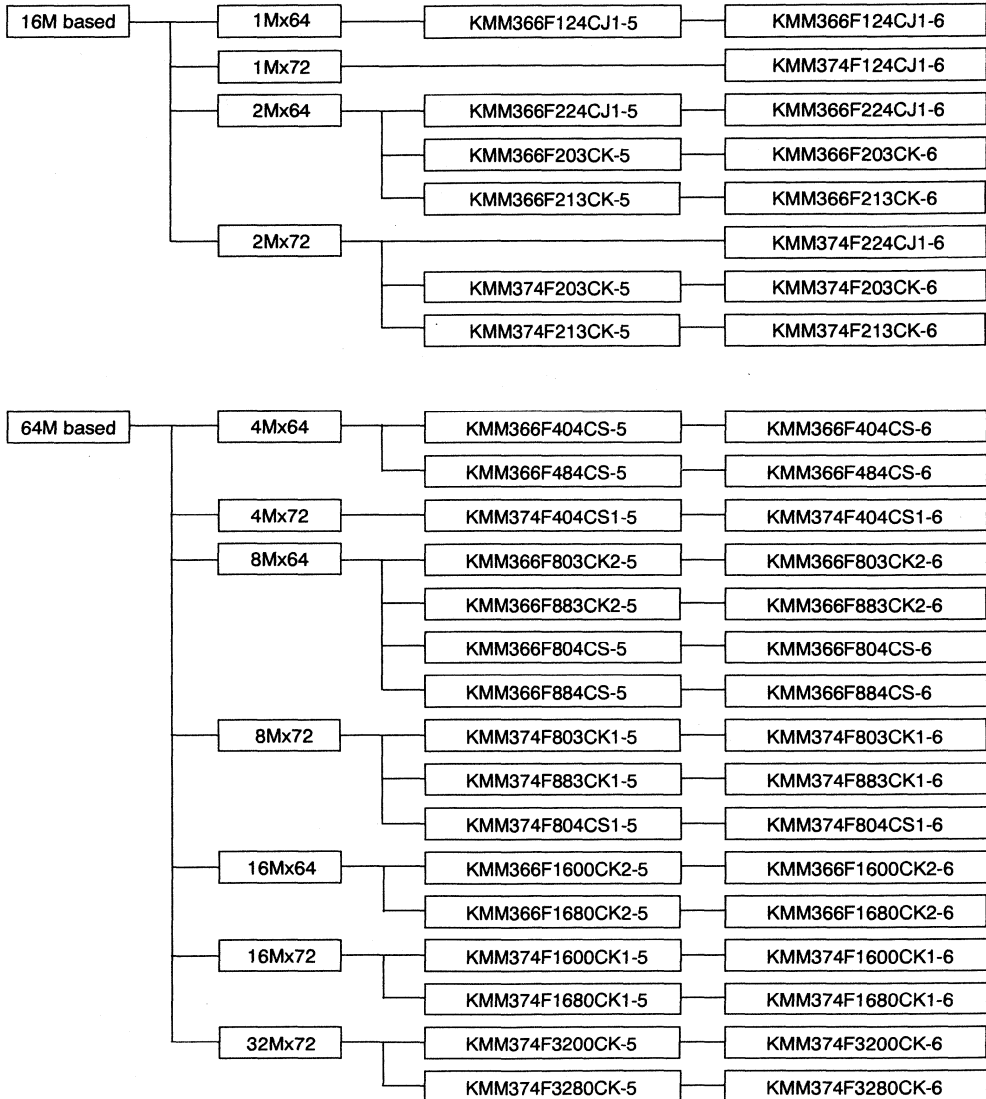 16M based 1Mx64 KMM366F124CJ1-5 KMM366F124CJ1-6
1Mx72 KMM374F124CJ1-6
2Mx64 KMM366F224CJ1-5 KMM366F224CJ1-6
KMM366F203CK-5 KMM366F203CK-6
KMM366F213CK-5 KMM366F213CK-6
2Mx72 KMM374F224CJ1-6
KMM374F203CK-5 KMM374F203CK-6
KMM374F213CK-5 KMM374F213CK-6
64M based 4Mx64 KMM366F404CS-5 KMM366F404CS-6
KMM366F484CS-5 KMM366F484CS-6
4Mx72 KMM374F404CS1-5 KMM374F404CS1-6
8Mx64 KMM366F803CK2-5 KMM366F803CK2-6
KMM366F883CK2-5 KMM366F883CK2-6
KMM366F804CS-5 KMM366F804CS-6
KMM366F884CS-5 KMM366F884CS-6
8Mx72 KMM374F803CK1-5 KMM374F803CK1-6
KMM374F883CK1-5 KMM374F883CK1-6
KMM374F804CS1-5 KMM374F804CS1-6
16Mx64 KMM366F1600CK2-5 KMM366F1600CK2-6
KMM366F1680CK2-5 KMM366F1680CK2-6
16Mx72 KMM374F1600CK1-5 KMM374F1600CK1-6
KMM374F1680CK1-5 KMM374F1680CK1-6
32Mx72 KMM374F3200CK-5 KMM374F3200CK-6
KMM374F3280CK-5 KMM374F3280CK-6